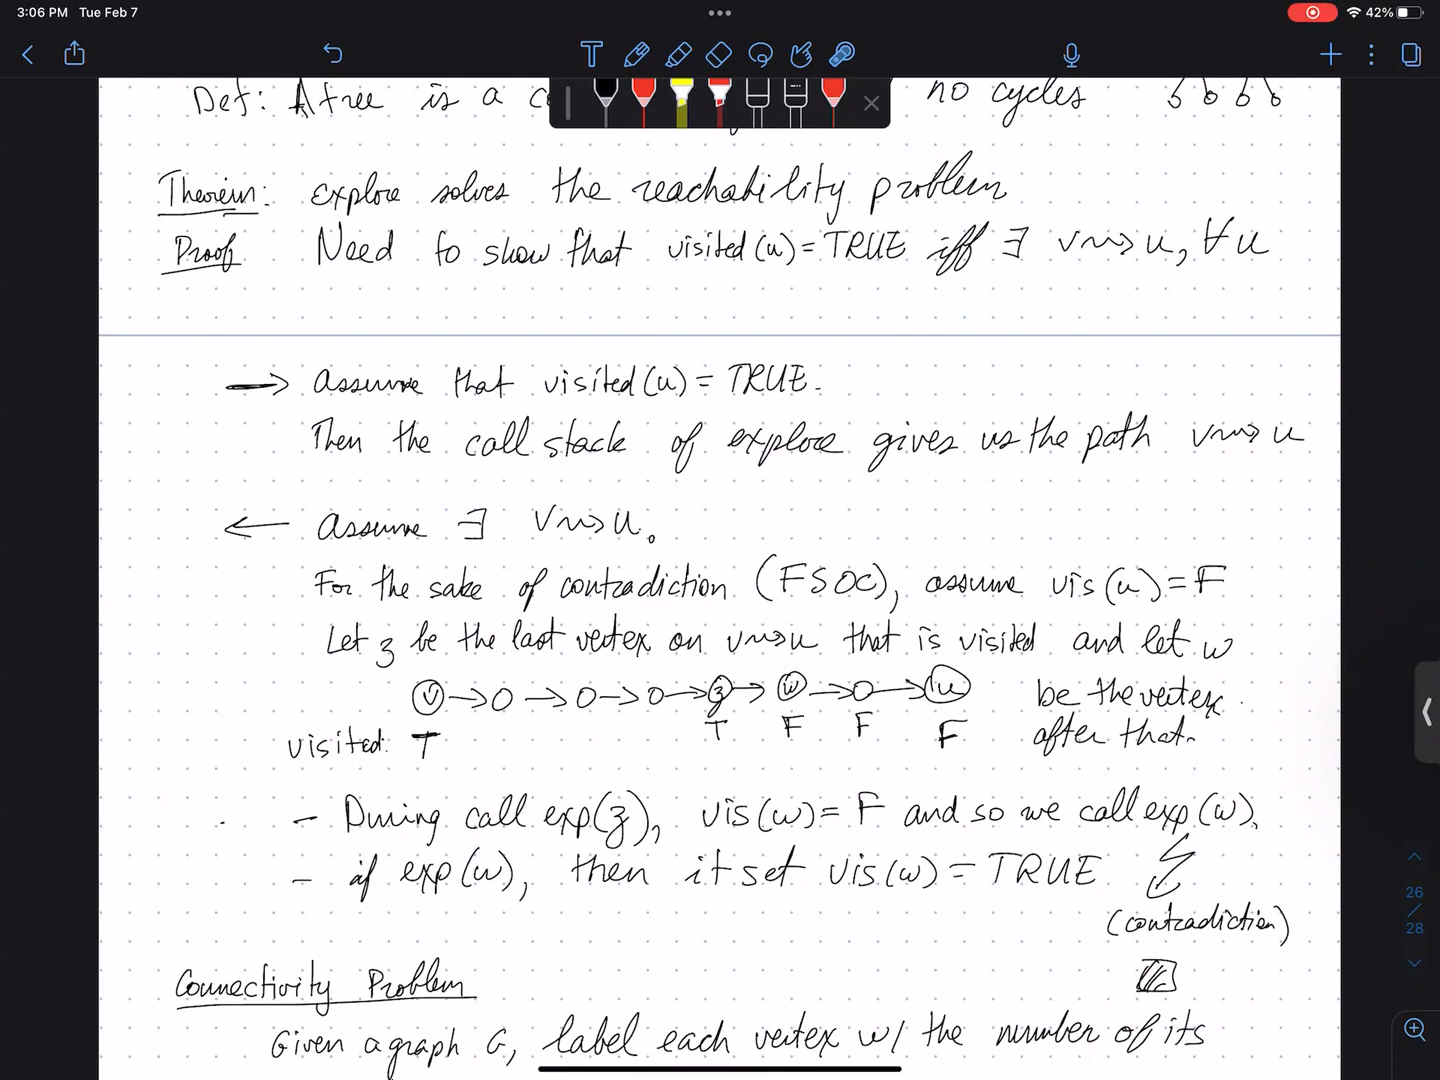 3:06 PM Tue Feb 7
42%
Def: A tree is a c no cycles
Theorem: explore solves the reachability problem
Proof Need to show that visited(u) = TRUE iff ∃ v⇝u, ∀u
→ Assume that visited(u) = TRUE.
Then the call stack of explore gives us the path v⇝u
← Assume ∃ v⇝u.
For the sake of contradiction (FSOC), assume vis(u) = F
Let z be the last vertex on v⇝u that is visited and let w
v → o → o → o → z → w → o → u be the vertex
visited: T T F F F after that.
- During call exp(z), vis(w) = F and so we call exp(w).
- if exp(w), then it set vis(w) = TRUE
(contradiction)
26
/
28
Connectivity Problem
Given a graph G, label each vertex w/ the number of its